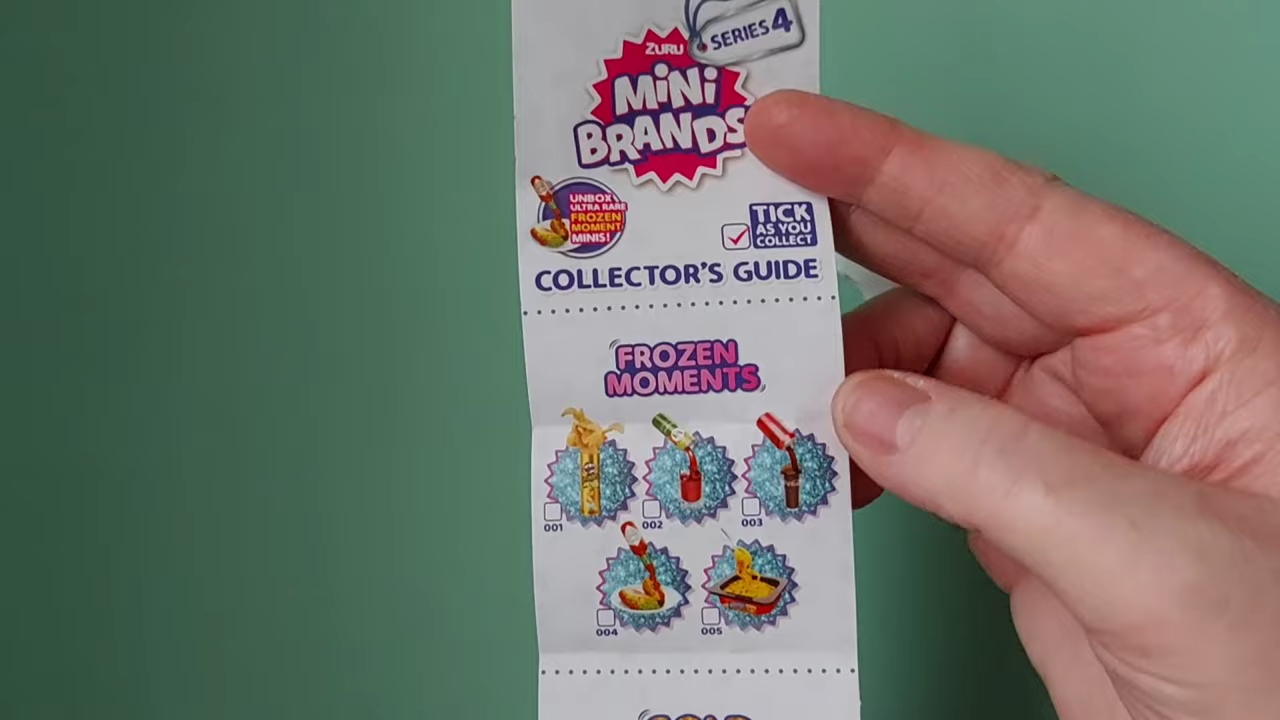 SERIES 4
ZURU
MINI
BRANDS
UNBOX
ULTRA RARE
FROZEN
MOMENT
MINIS!
TICK
AS YOU
COLLECT
COLLECTOR'S GUIDE
FROZEN
MOMENTS
001
002
003
004
005